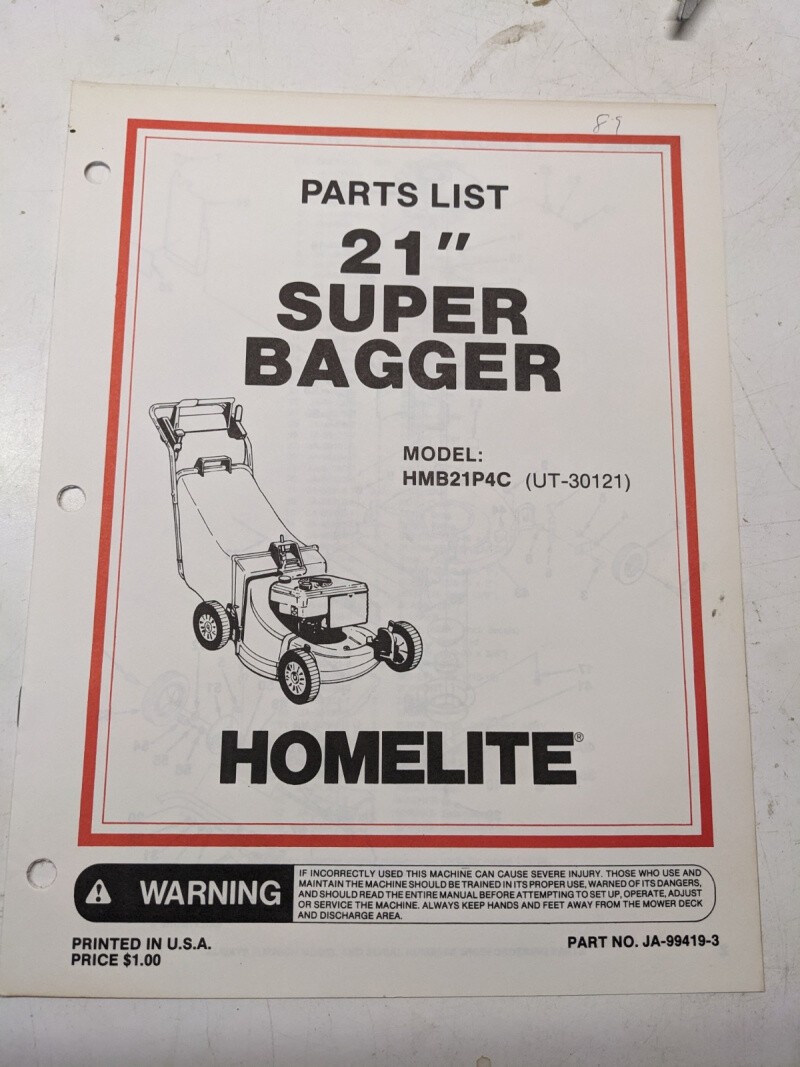 89
PARTS LIST
21"
SUPER
BAGGER
MODEL:
HMB21P4C (UT-30121)
HOMELITE®
WARNING
IF INCORRECTLY USED THIS MACHINE CAN CAUSE SEVERE INJURY. THOSE WHO USE AND
MAINTAIN THE MACHINE SHOULD BE TRAINED IN ITS PROPER USE, WARNED OF ITS DANGERS,
AND SHOULD READ THE ENTIRE MANUAL BEFORE ATTEMPTING TO SET UP, OPERATE, ADJUST
OR SERVICE THE MACHINE. ALWAYS KEEP HANDS AND FEET AWAY FROM THE MOWER DECK
AND DISCHARGE AREA.
PRINTED IN U.S.A.
PRICE $1.00
PART NO. JA-99419-3